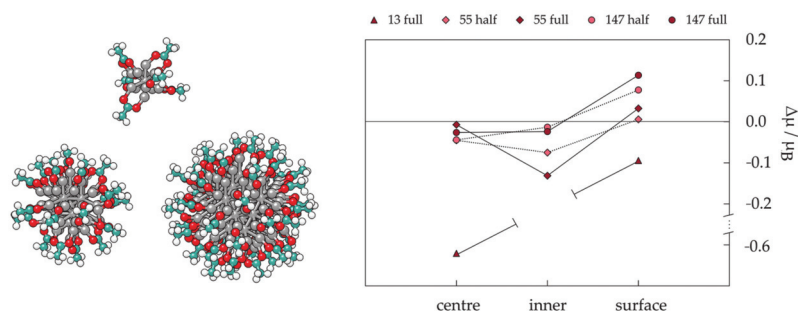 13 full 55 half 55 full 147 half 147 full
0.2
0.1
0.0
-0.1
-0.2
-0.6
Δμ / μB
centre inner surface